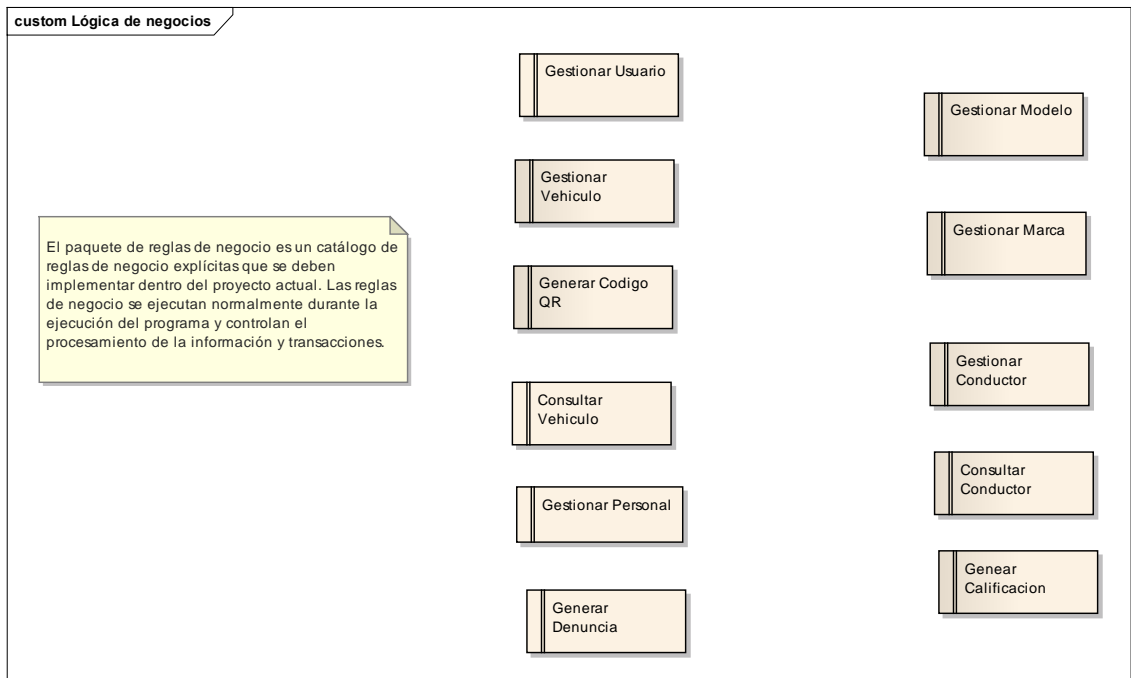 custom Lógica de negocios
El paquete de reglas de negocio es un catálogo de
reglas de negocio explícitas que se deben
implementar dentro del proyecto actual. Las reglas
de negocio se ejecutan normalmente durante la
ejecución del programa y controlan el
procesamiento de la información y transacciones.
Gestionar Usuario
Gestionar
Vehiculo
Generar Codigo
QR
Consultar
Vehiculo
Gestionar Personal
Generar
Denuncia
Gestionar Modelo
Gestionar Marca
Gestionar
Conductor
Consultar
Conductor
Genear
Calificacion